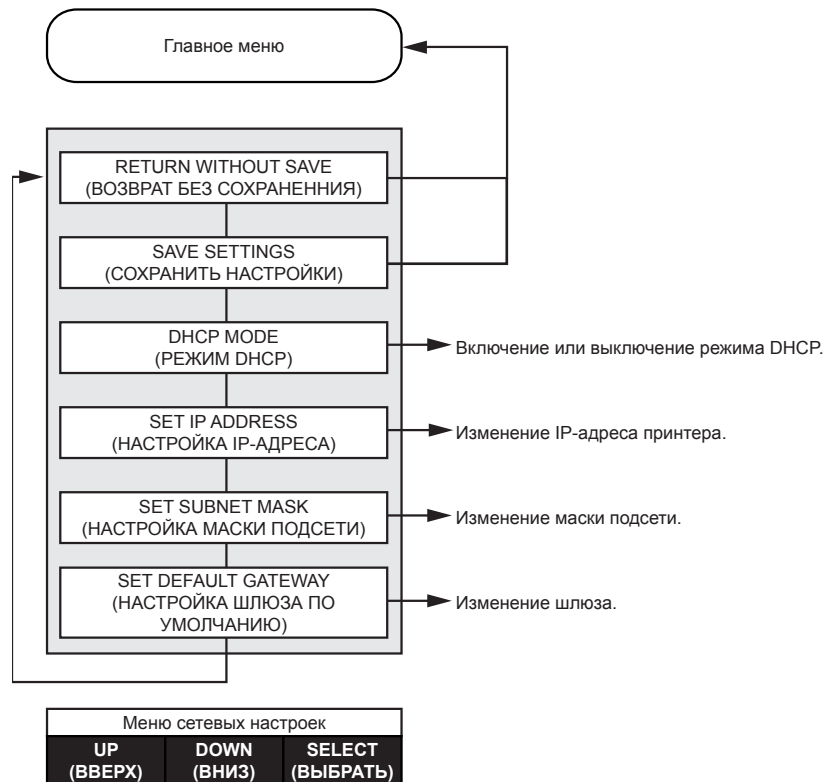 Главное меню
RETURN WITHOUT SAVE
(ВОЗВРАТ БЕЗ СОХРАНЕННИЯ)
SAVE SETTINGS
(СОХРАНИТЬ НАСТРОЙКИ)
DHCP MODE
(РЕЖИМ DHCP)
Включение или выключение режима DHCP.
SET IP ADDRESS
(НАСТРОЙКА IP-АДРЕСА)
Изменение IP-адреса принтера.
SET SUBNET MASK
(НАСТРОЙКА МАСКИ ПОДСЕТИ)
Изменение маски подсети.
SET DEFAULT GATEWAY
(НАСТРОЙКА ШЛЮЗА ПО
УМОЛЧАНИЮ)
Изменение шлюза.
Меню сетевых настроек
UP DOWN SELECT
(ВВЕРХ) (ВНИЗ) (ВЫБРАТЬ)